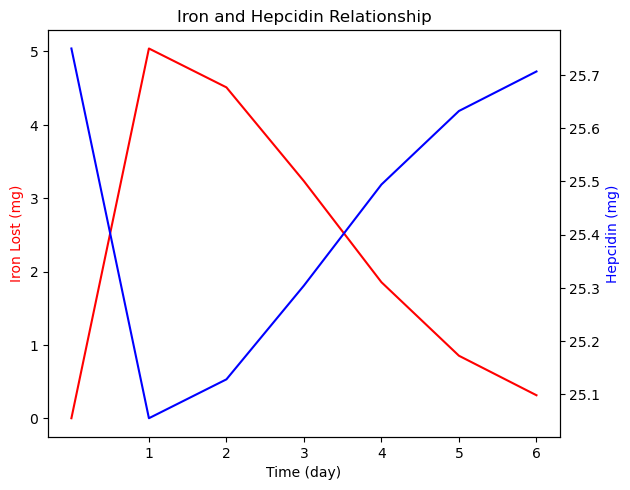 Iron and Hepcidin Relationship
Iron Lost (mg)
5
4
3
2
1
0
25.7
25.6
25.5
25.4
25.3
25.2
25.1
Hepcidin (mg)
1 2 3 4 5 6
Time (day)